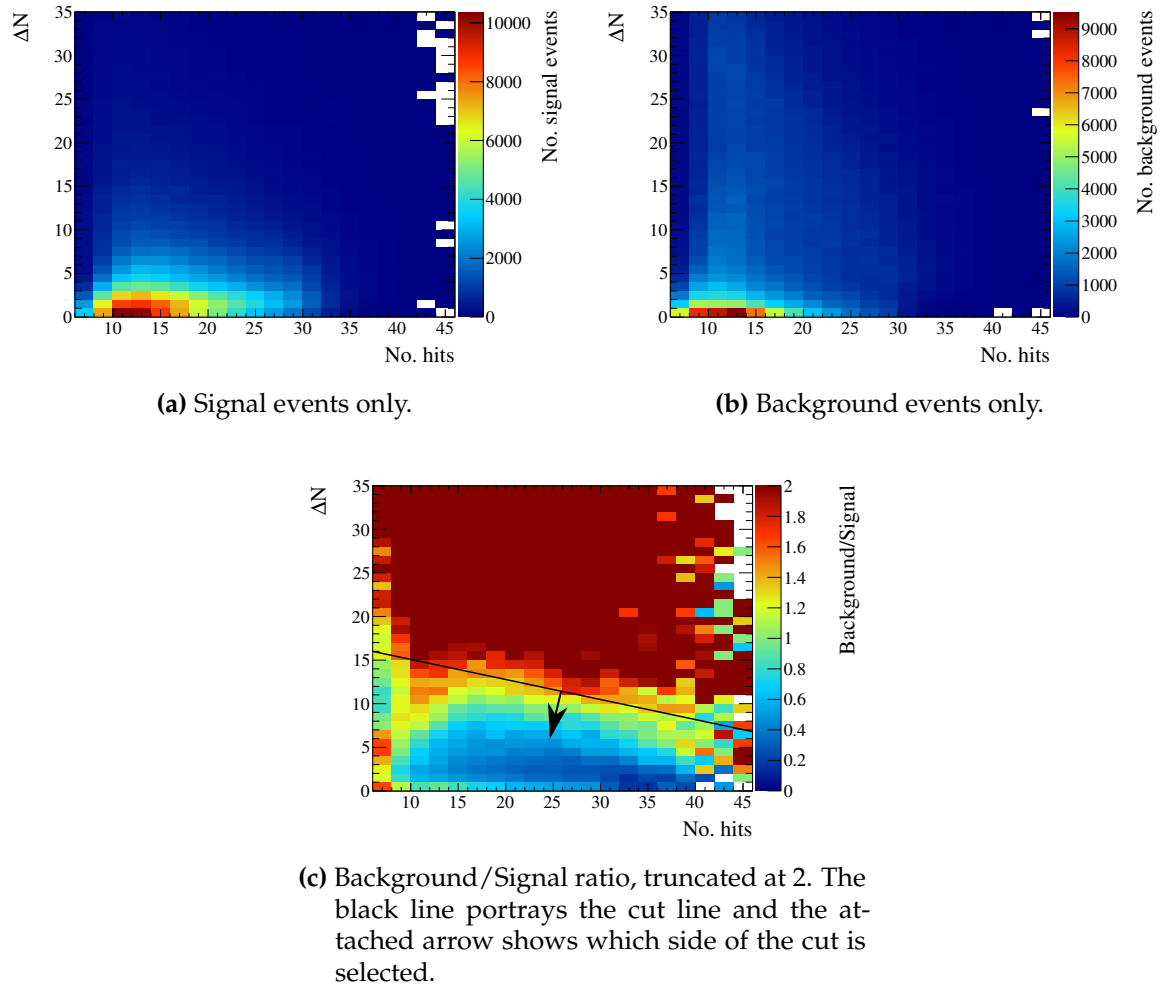 ΔN
35
30
25
20
15
10
5
0
10 15 20 25 30 35 40 45
No. hits
10000
8000
6000
4000
2000
0
No. signal events
(a) Signal events only.
ΔN
35
30
25
20
15
10
5
0
10 15 20 25 30 35 40 45
No. hits
9000
8000
7000
6000
5000
4000
3000
2000
1000
0
No. background events
(b) Background events only.
ΔN
35
30
25
20
15
10
5
0
10 15 20 25 30 35 40 45
No. hits
2
1.8
1.6
1.4
1.2
1
0.8
0.6
0.4
0.2
0
Background/Signal
(c) Background/Signal ratio, truncated at 2. The
black line portrays the cut line and the at-
tached arrow shows which side of the cut is
selected.